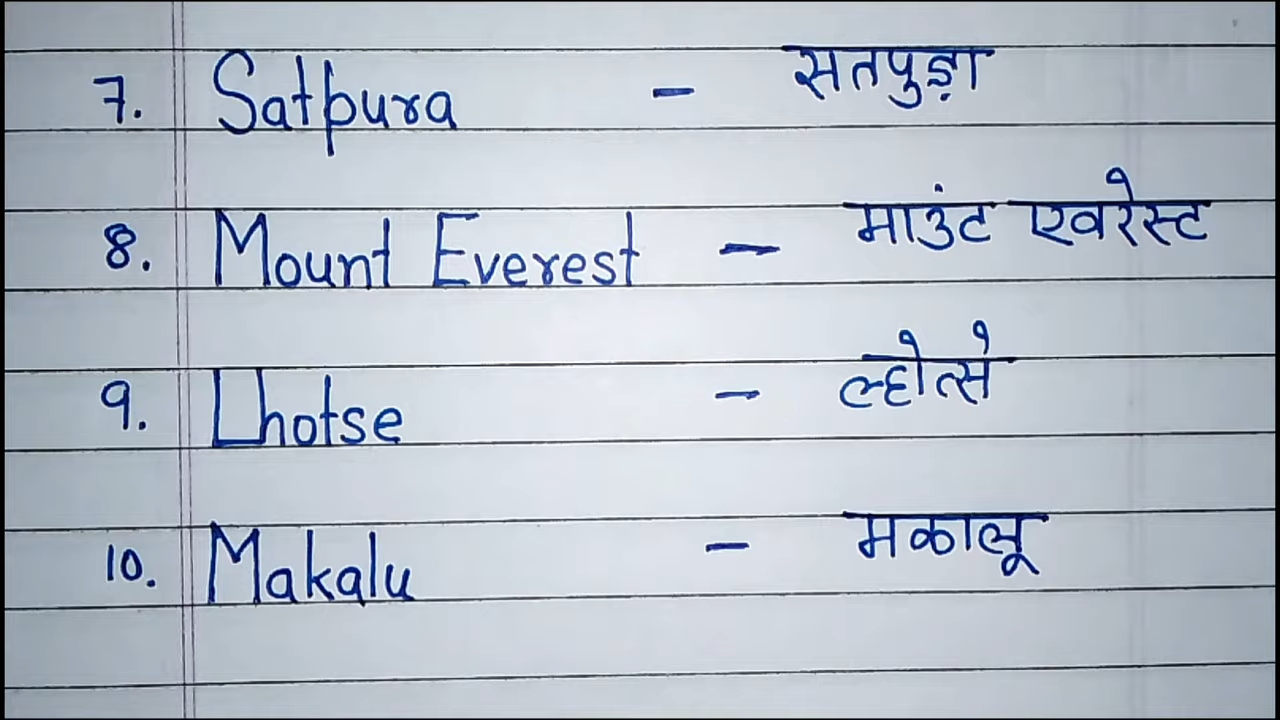 7. Satpura - सतपुड़ा
8. Mount Everest - माउंट एवरेस्ट
9. Lhotse - ल्होत्से
10. Makalu - मकालू